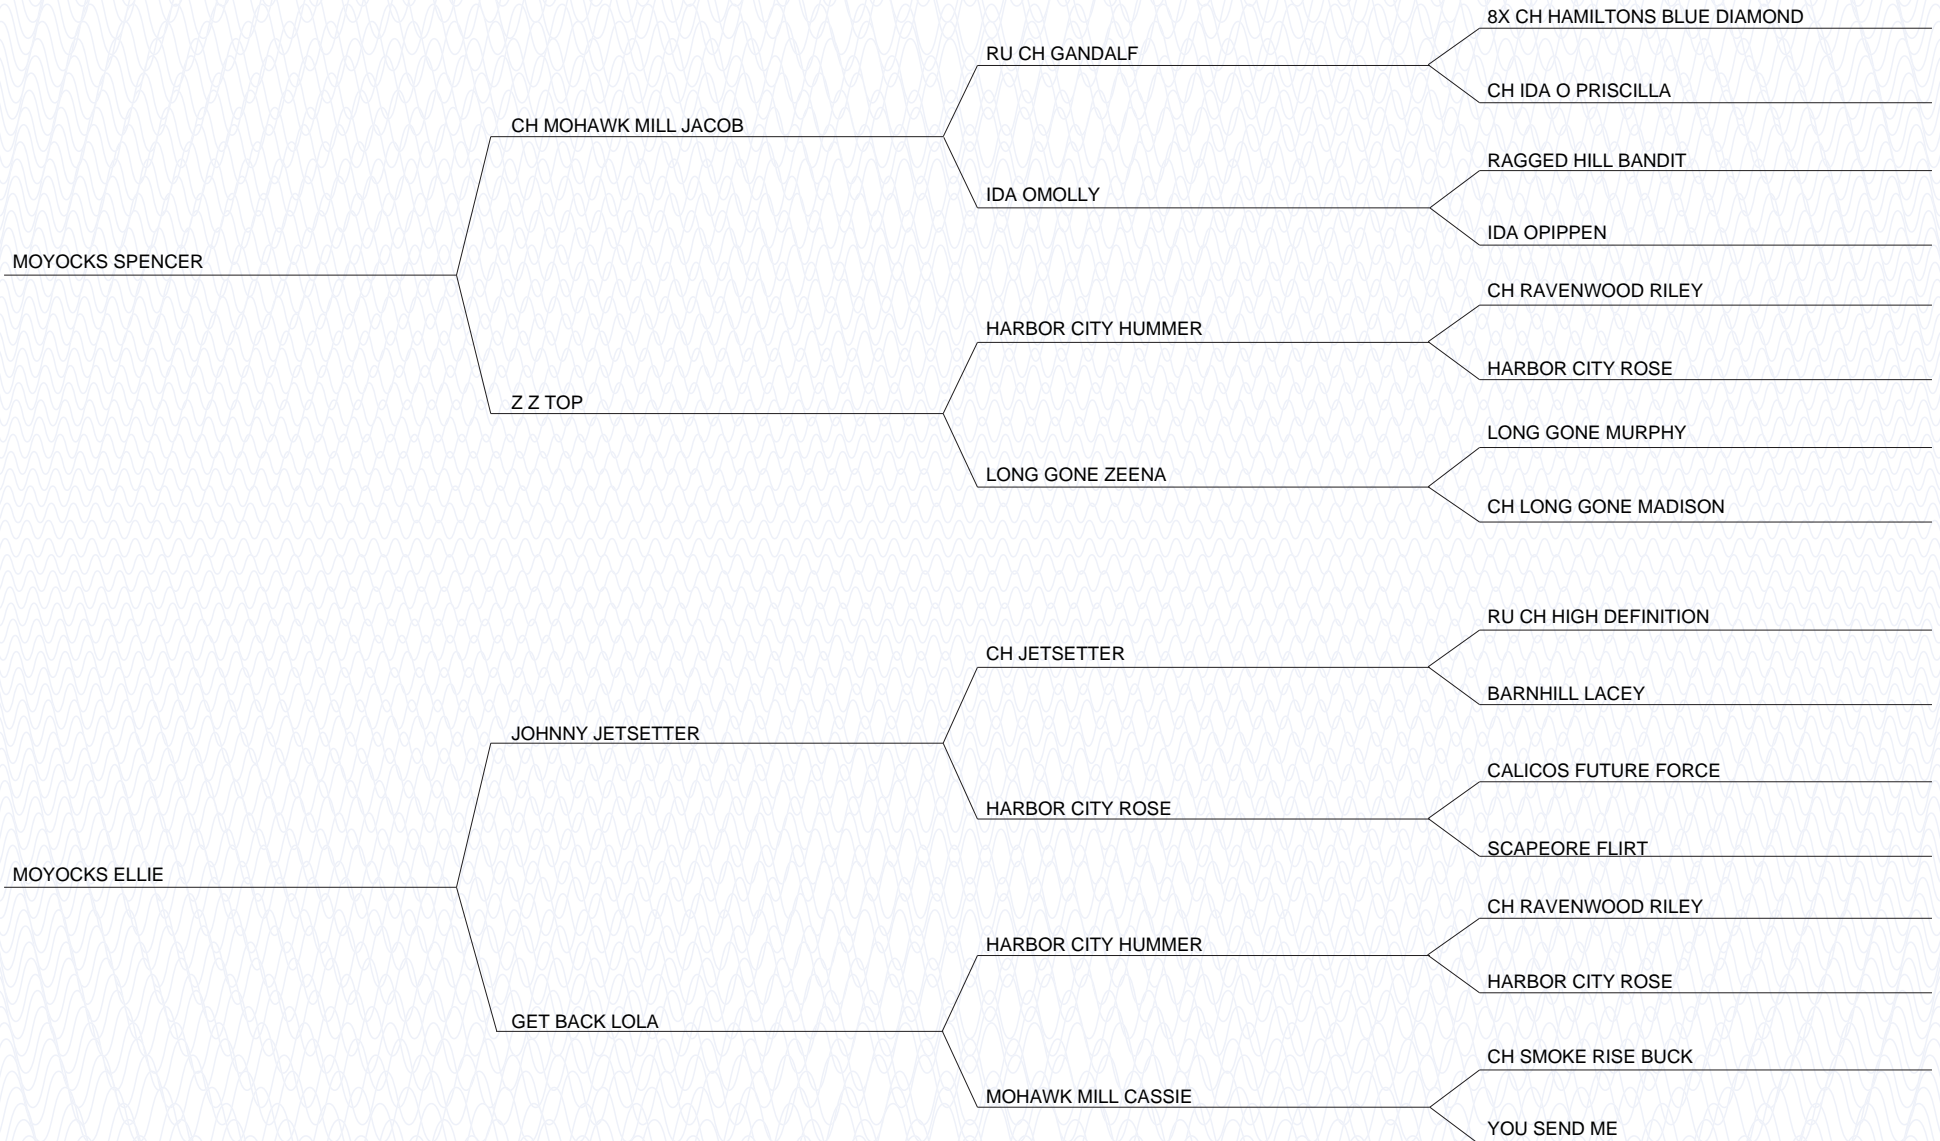 8X CH HAMILTONS BLUE DIAMOND
RU CH GANDALF
CH IDA O PRISCILLA
CH MOHAWK MILL JACOB
RAGGED HILL BANDIT
IDA OMOLLY
IDA OPIPPEN
MOYOCKS SPENCER
CH RAVENWOOD RILEY
HARBOR CITY HUMMER
HARBOR CITY ROSE
Z Z TOP
LONG GONE MURPHY
LONG GONE ZEENA
CH LONG GONE MADISON
RU CH HIGH DEFINITION
CH JETSETTER
BARNHILL LACEY
JOHNNY JETSETTER
CALICOS FUTURE FORCE
HARBOR CITY ROSE
SCAPEORE FLIRT
MOYOCKS ELLIE
CH RAVENWOOD RILEY
HARBOR CITY HUMMER
HARBOR CITY ROSE
GET BACK LOLA
CH SMOKE RISE BUCK
MOHAWK MILL CASSIE
YOU SEND ME